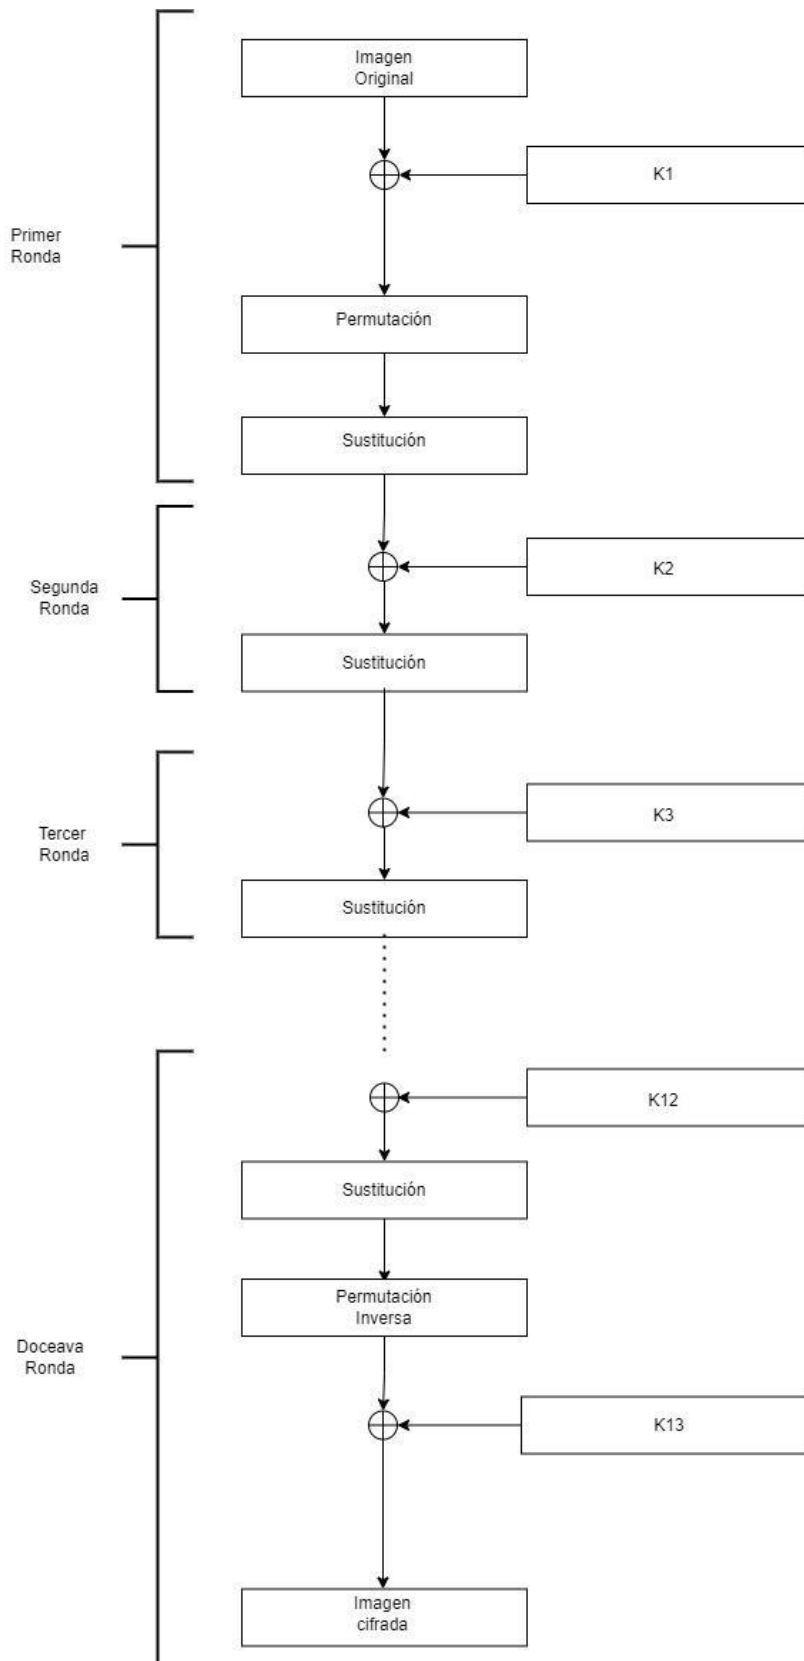 Imagen
Original
K1
Primer
Ronda
Permutación
Sustitución
K2
Segunda
Ronda
Sustitución
K3
Tercer
Ronda
Sustitución
K12
Sustitución
Permutación
Inversa
Doceava
Ronda
K13
Imagen
cifrada